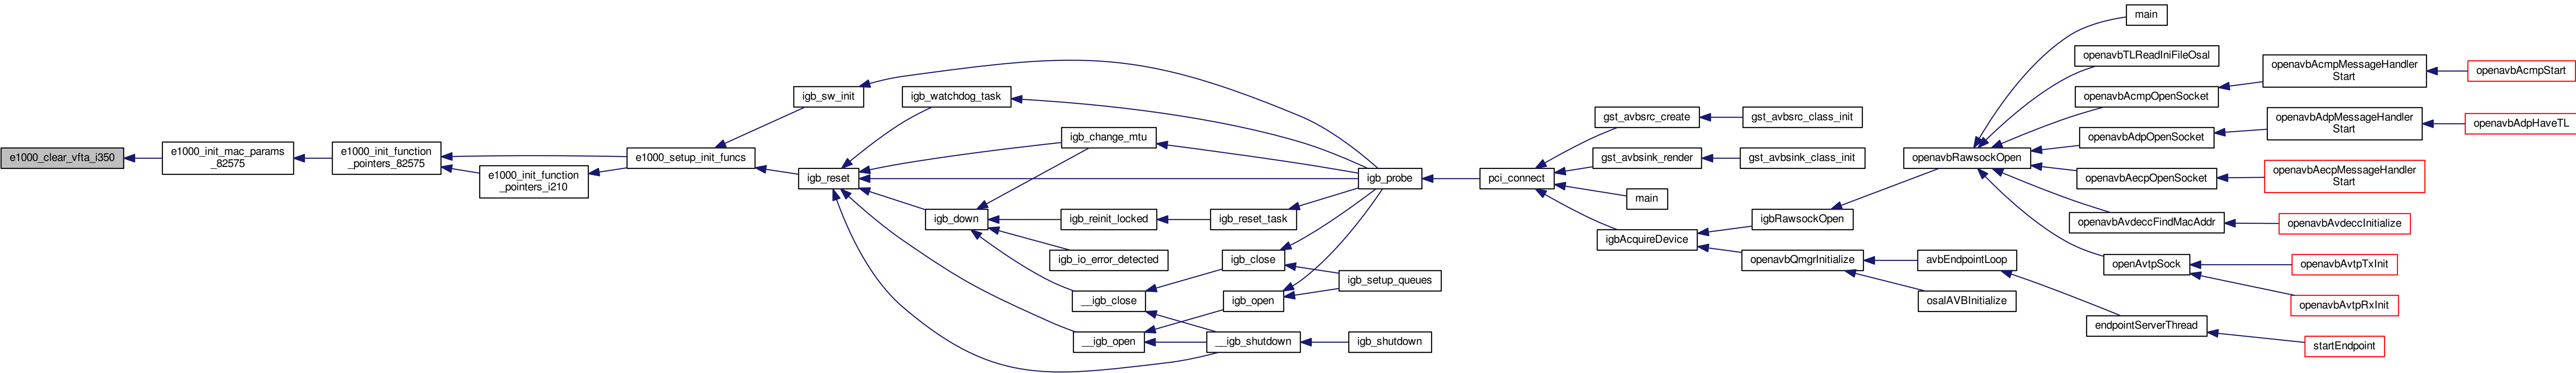 e1000_clear_vfta_i350
e1000_init_mac_params
_82575
e1000_init_function
_pointers_82575
e1000_init_function
_pointers_i210
e1000_setup_init_funcs
igb_sw_init
igb_reset
igb_watchdog_task
igb_change_mtu
igb_down
igb_reinit_locked
igb_reset_task
igb_io_error_detected
__igb_close
igb_close
igb_setup_queues
igb_open
__igb_open
__igb_shutdown
igb_shutdown
igb_probe
pci_connect
gst_avbsrc_create
gst_avbsrc_class_init
gst_avbsink_render
gst_avbsink_class_init
main
igbAcquireDevice
igbRawsockOpen
openavbQmgrInitialize
avbEndpointLoop
osalAVBInitialize
openavbRawsockOpen
main
openavbTLReadIniFileOsal
openavbAcmpOpenSocket
openavbAcmpMessageHandler
Start
openavbAcmpStart
openavbAdpOpenSocket
openavbAdpMessageHandler
Start
openavbAdpHaveTL
openavbAecpOpenSocket
openavbAecpMessageHandler
Start
openavbAvdeccFindMacAddr
openavbAvdeccInitialize
openAvtpSock
openavbAvtpTxInit
openavbAvtpRxInit
endpointServerThread
startEndpoint